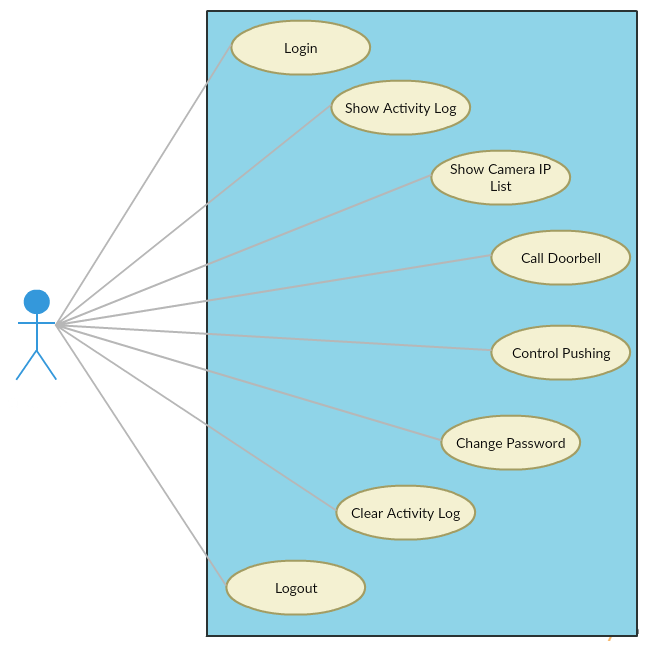 Login
Show Activity Log
Show Camera IP
List
Call Doorbell
Control Pushing
Change Password
Clear Activity Log
Logout